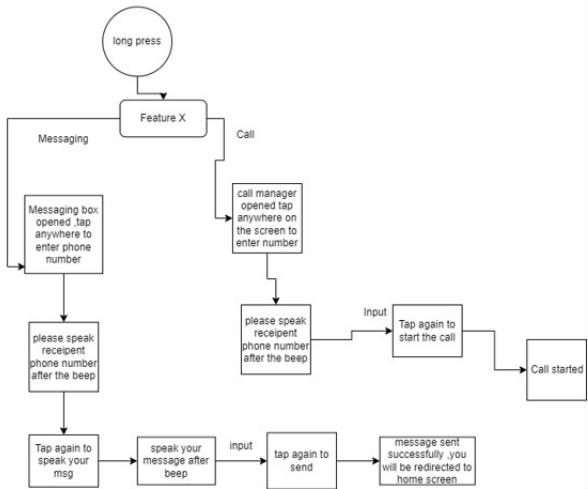 long press
Feature X
Messaging
Call
Messaging box
opened ,tap
anywhere to
enter phone
number
call manager
opened tap
anywhere on
the screen to
enter number
please speak
receipent
phone number
after the beep
please speak
receipent
phone number
after the beep
Input
Tap again to
start the call
Call started
Tap again to
speak your
msg
speak your
message after
beep
input
tap again to
send
message sent
successfully ,you
will be redirected to
home screen